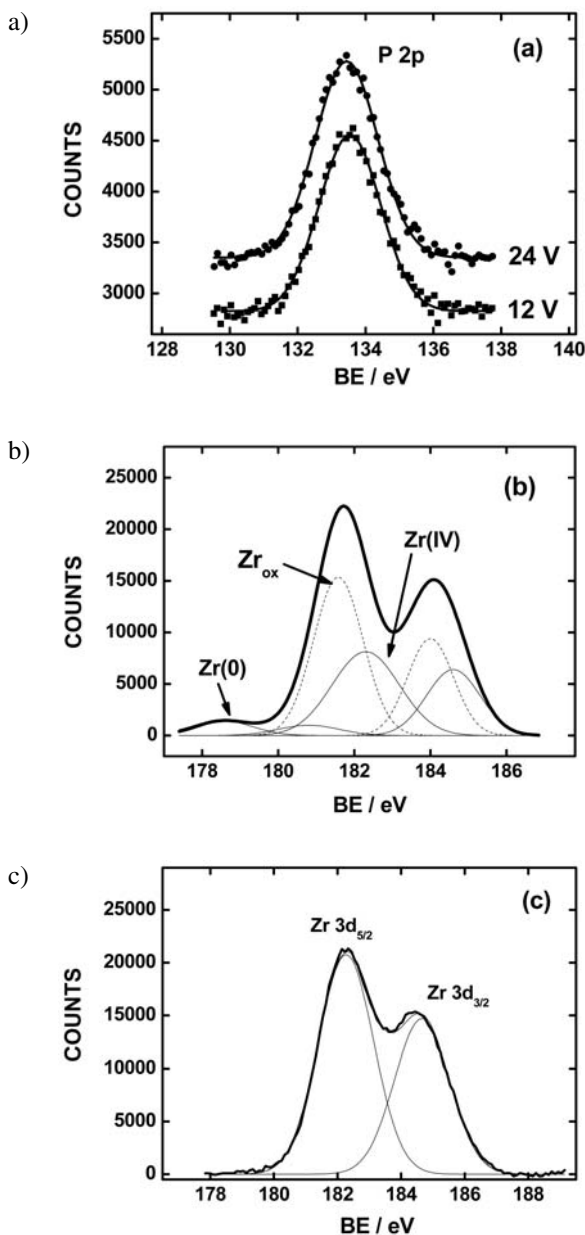 a)
5500
5000
4500
4000
3500
3000
COUNTS
P 2p
(a)
24 V
12 V
128 130 132 134 136 138 140
BE / eV
b)
25000
20000
15000
10000
5000
0
COUNTS
(b)
Zr(IV)
Zrox
Zr(0)
178 180 182 184 186
BE / eV
c)
25000
20000
15000
10000
5000
0
COUNTS
(c)
Zr 3d5/2
Zr 3d3/2
178 180 182 184 186 188
BE / eV